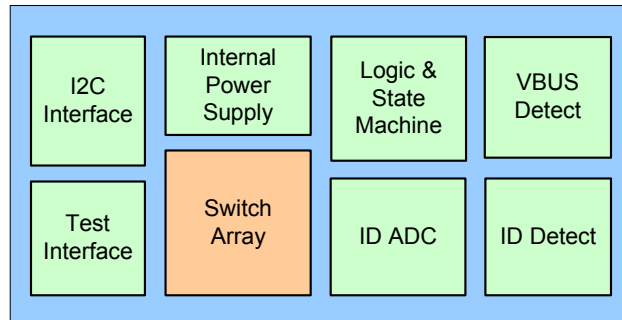 I2C
Interface
Internal
Power
Supply
Logic &
State
Machine
VBUS
Detect
Test
Interface
Switch
Array
ID ADC
ID Detect